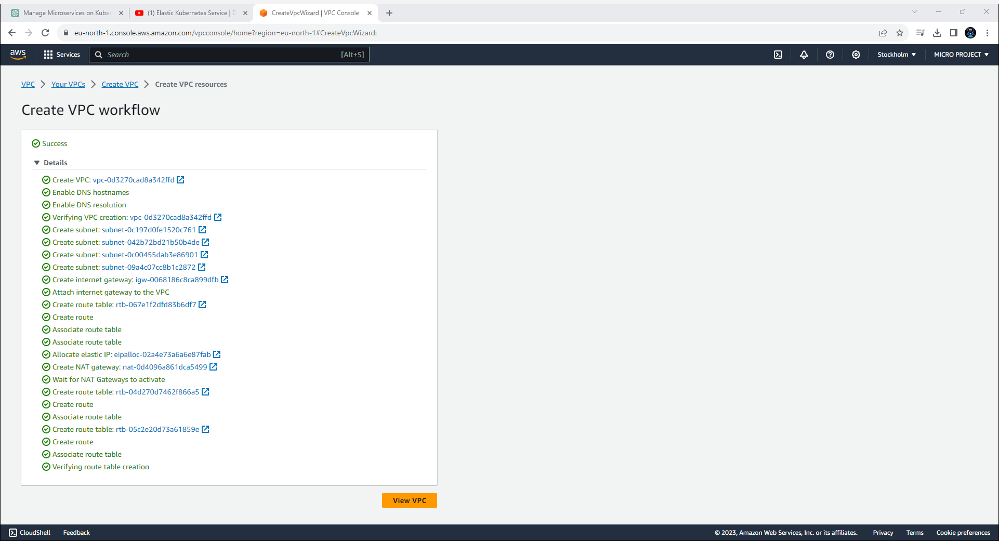 Manage Microservices on Kuber
(1) Elastic Kubernetes Service | D
CreateVpcWizard | VPC Console
eu-north-1.console.aws.amazon.com/vpcconsole/home?region=eu-north-1#CreateVpcWizard:
aws
Services
Search
[Alt+S]
Stockholm
MICRO PROJECT
VPC
Your VPCs
Create VPC
Create VPC resources
Create VPC workflow
Success
Details
Create VPC: vpc-0d3270cad8a342ffd
Enable DNS hostnames
Enable DNS resolution
Verifying VPC creation: vpc-0d3270cad8a342ffd
Create subnet: subnet-0c197d0fe1520c761
Create subnet: subnet-042b72bd21b50b4de
Create subnet: subnet-0c00455dab3e86901
Create subnet: subnet-09a4c07cc8b1c2872
Create internet gateway: igw-0068186c8ca899dfb
Attach internet gateway to the VPC
Create route table: rtb-067e1f2dfd83b6df7
Create route
Associate route table
Associate route table
Allocate elastic IP: eipalloc-02a4e73a6a6e87fab
Create NAT gateway: nat-0d4096a861dca5499
Wait for NAT Gateways to activate
Create route table: rtb-04d270d7462f866a5
Create route
Associate route table
Create route table: rtb-05c2e20d73a61859e
Create route
Associate route table
Verifying route table creation
View VPC
CloudShell
Feedback
© 2023, Amazon Web Services, Inc. or its affiliates.
Privacy
Terms
Cookie preferences